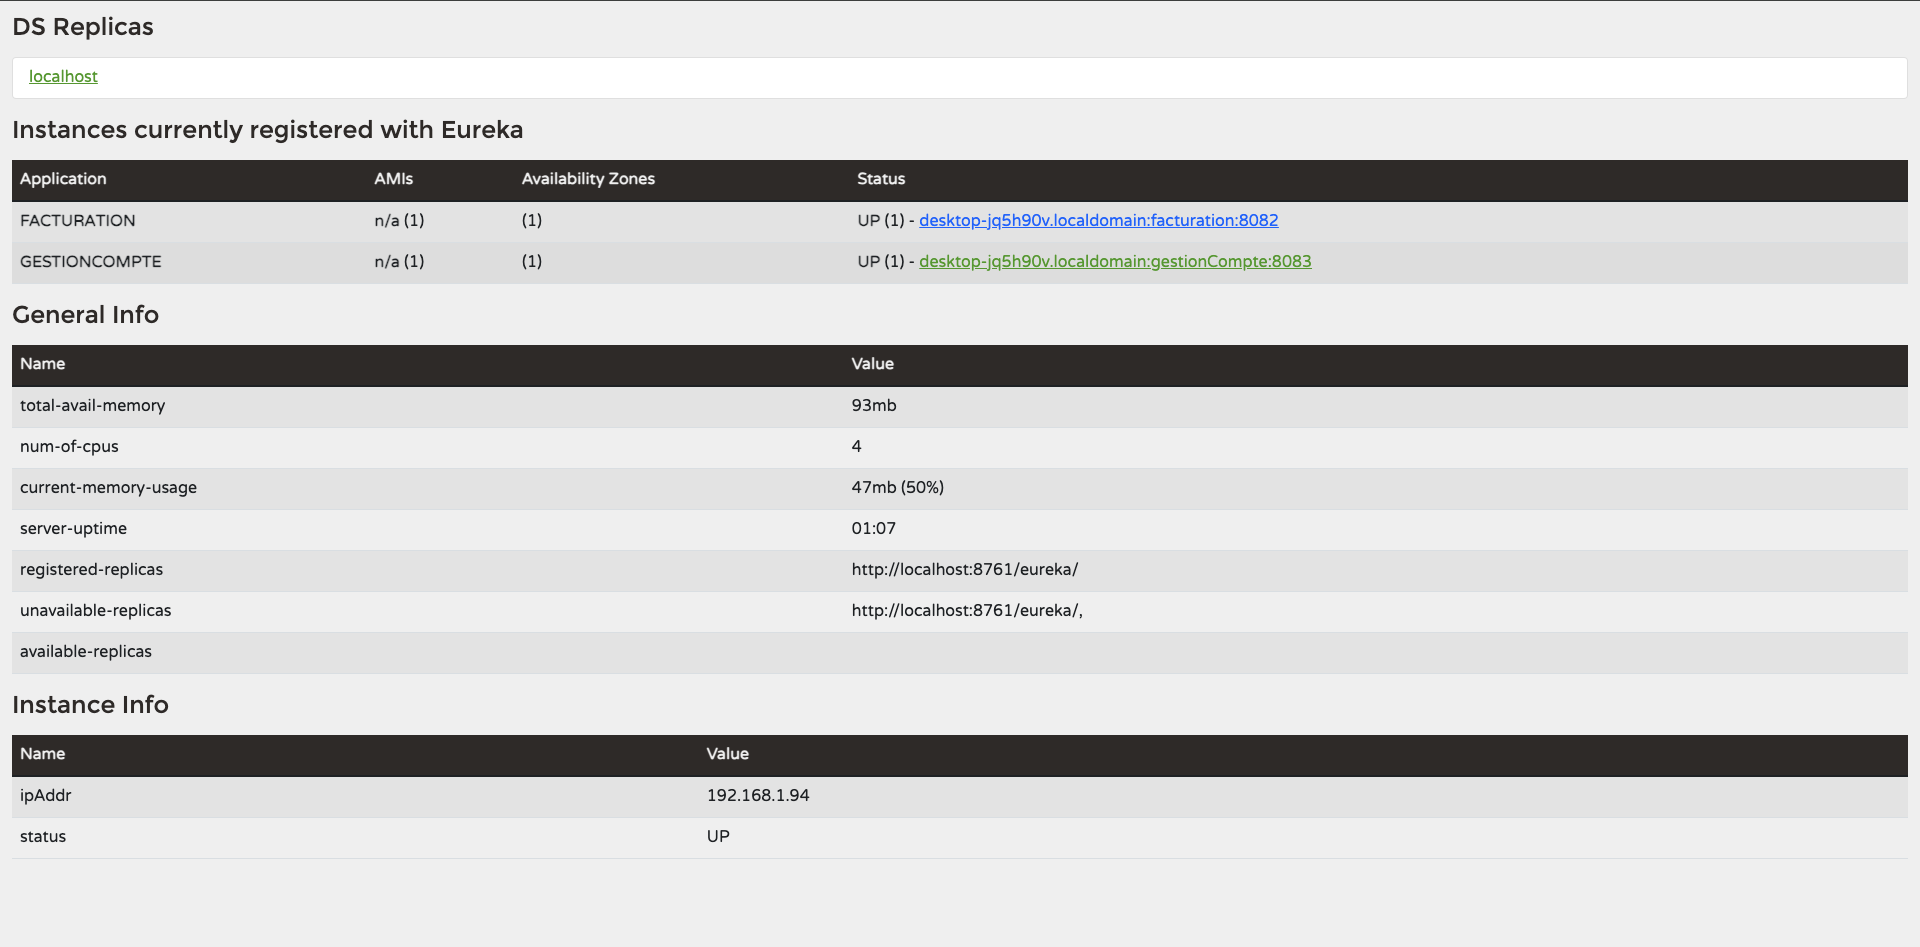 DS Replicas
localhost
Instances currently registered with Eureka
Application AMIs Availability Zones Status
FACTURATION n/a (1) (1) UP (1) - desktop-jq5h90v.localdomain:facturation:8082
GESTIONCOMPTE n/a (1) (1) UP (1) - desktop-jq5h90v.localdomain:gestionCompte:8083
General Info
Name Value
total-avail-memory 93mb
num-of-cpus 4
current-memory-usage 47mb (50%)
server-uptime 01:07
registered-replicas http://localhost:8761/eureka/
unavailable-replicas http://localhost:8761/eureka/,
available-replicas
Instance Info
Name Value
ipAddr 192.168.1.94
status UP